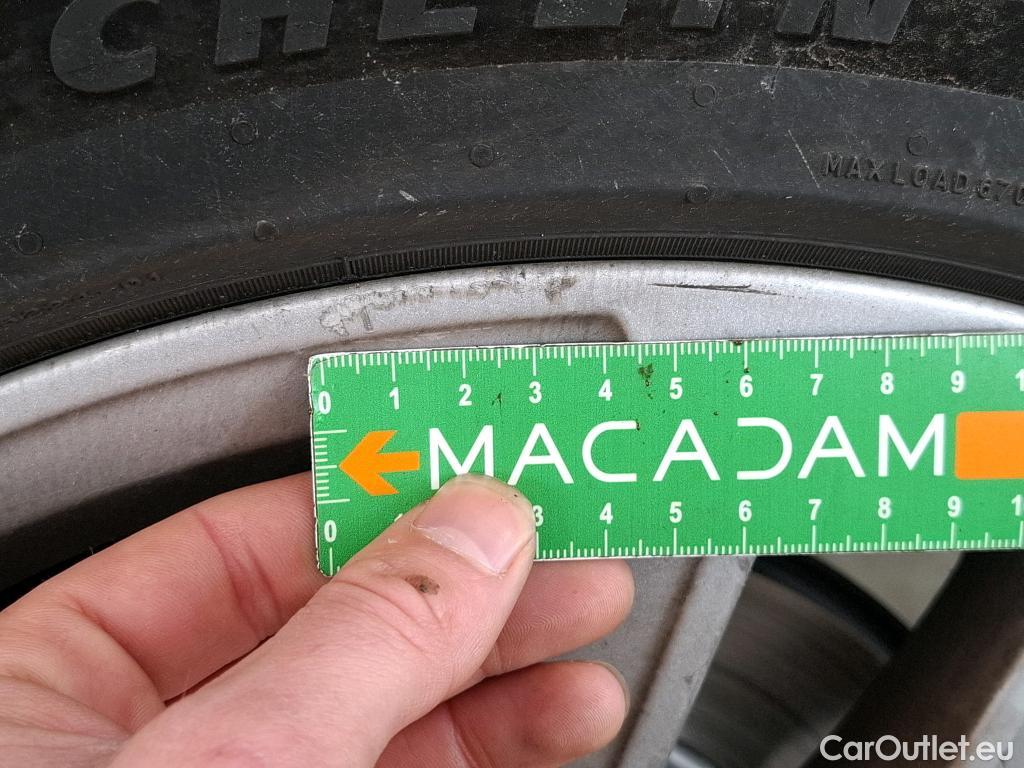 CHELIN
MAX LOAD 670
0 1 2 3 4 5 6 7 8 9 1
MACADAM
0 3 4 5 6 7 8 9 1
CarOutlet.eu